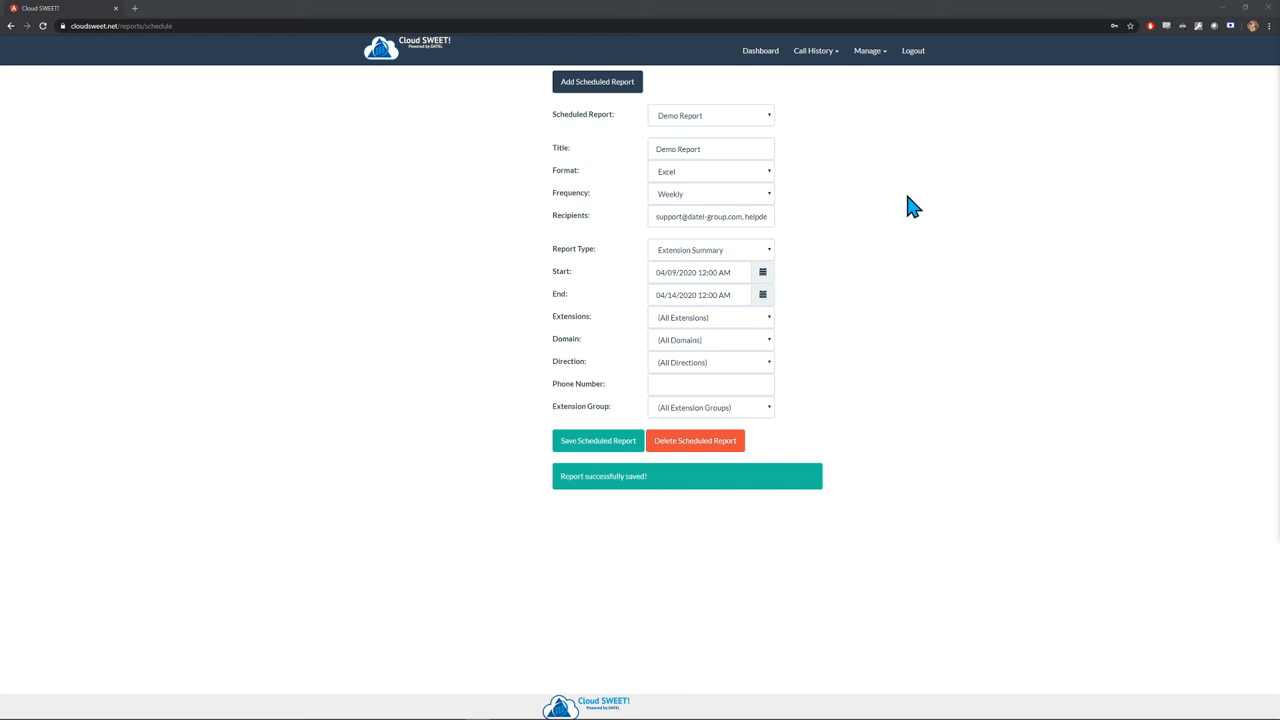 Cloud SWEET!
cloudsweet.net/reports/schedule
Cloud SWEET!
Powered by DATEL
Dashboard
Call History
Manage
Logout
Add Scheduled Report
Scheduled Report: Demo Report
Title: Demo Report
Format: Excel
Frequency: Weekly
Recipients: support@datel-group.com, helpde
Report Type: Extension Summary
Start: 04/09/2020 12:00 AM
End: 04/14/2020 12:00 AM
Extensions: (All Extensions)
Domain: (All Domains)
Direction: (All Directions)
Phone Number:
Extension Group: (All Extension Groups)
Save Scheduled Report Delete Scheduled Report
Report successfully saved!
Cloud SWEET!
Powered by DATEL